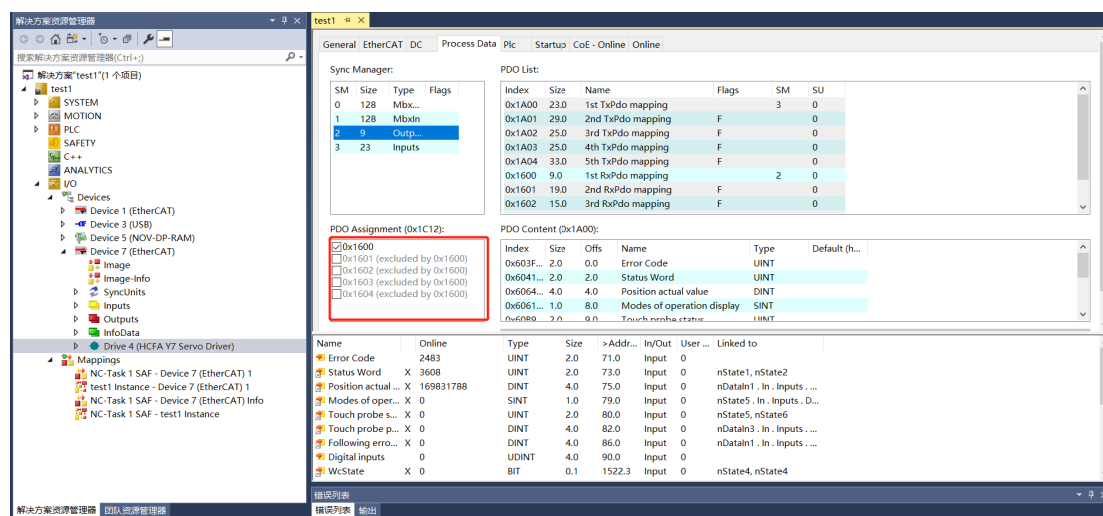 解决方案资源管理器
搜索解决方案资源管理器(Ctrl+;)
解决方案"test1"(1 个项目)
test1
SYSTEM
MOTION
PLC
SAFETY
C++
ANALYTICS
I/O
Devices
Device 1 (EtherCAT)
Device 3 (USB)
Device 5 (NOV-DP-RAM)
Device 7 (EtherCAT)
Image
Image-Info
SyncUnits
Inputs
Outputs
InfoData
Drive 4 (HCFA Y7 Servo Driver)
Mappings
NC-Task 1 SAF - Device 7 (EtherCAT) 1
test1 Instance - Device 7 (EtherCAT) 1
NC-Task 1 SAF - Device 7 (EtherCAT) Info
NC-Task 1 SAF - test1 Instance
解决方案资源管理器 团队资源管理器
test1
General EtherCAT DC Process Data Plc Startup CoE - Online Online
Sync Manager:
SM Size Type Flags
0 128 Mbx...
1 128 MbxIn
2 9 Outp...
3 23 Inputs
PDO List:
Index Size Name Flags SM SU
0x1A00 23.0 1st TxPdo mapping 3 0
0x1A01 29.0 2nd TxPdo mapping F 0
0x1A02 25.0 3rd TxPdo mapping F 0
0x1A03 25.0 4th TxPdo mapping F 0
0x1A04 33.0 5th TxPdo mapping F 0
0x1600 9.0 1st RxPdo mapping 2 0
0x1601 19.0 2nd RxPdo mapping F 0
0x1602 15.0 3rd RxPdo mapping F 0
PDO Assignment (0x1C12):
0x1600
0x1601 (excluded by 0x1600)
0x1602 (excluded by 0x1600)
0x1603 (excluded by 0x1600)
0x1604 (excluded by 0x1600)
PDO Content (0x1A00):
Index Size Offs Name Type Default (h...
0x603F... 2.0 0.0 Error Code UINT
0x6041... 2.0 2.0 Status Word UINT
0x6064... 4.0 4.0 Position actual value DINT
0x6061... 1.0 8.0 Modes of operation display SINT
0x60B9... 2.0 9.0 Touch probe status UINT
Name Online Type Size >Addr... In/Out User ... Linked to
Error Code 2483 UINT 2.0 71.0 Input 0
Status Word X 3608 UINT 2.0 73.0 Input 0 nState1, nState2
Position actual ... X 169831788 DINT 4.0 75.0 Input 0 nDataIn1 . In . Inputs . ...
Modes of oper... X 0 SINT 1.0 79.0 Input 0 nState5 . In . Inputs . D...
Touch probe s... X 0 UINT 2.0 80.0 Input 0 nState5, nState6
Touch probe p... X 0 DINT 4.0 82.0 Input 0 nDataIn3 . In . Inputs . ...
Following erro... X 0 DINT 4.0 86.0 Input 0 nDataIn1 . In . Inputs . ...
Digital inputs 0 UDINT 4.0 90.0 Input 0
WcState X 0 BIT 0.1 1522.3 Input 0 nState4, nState4
错误列表
错误列表 输出